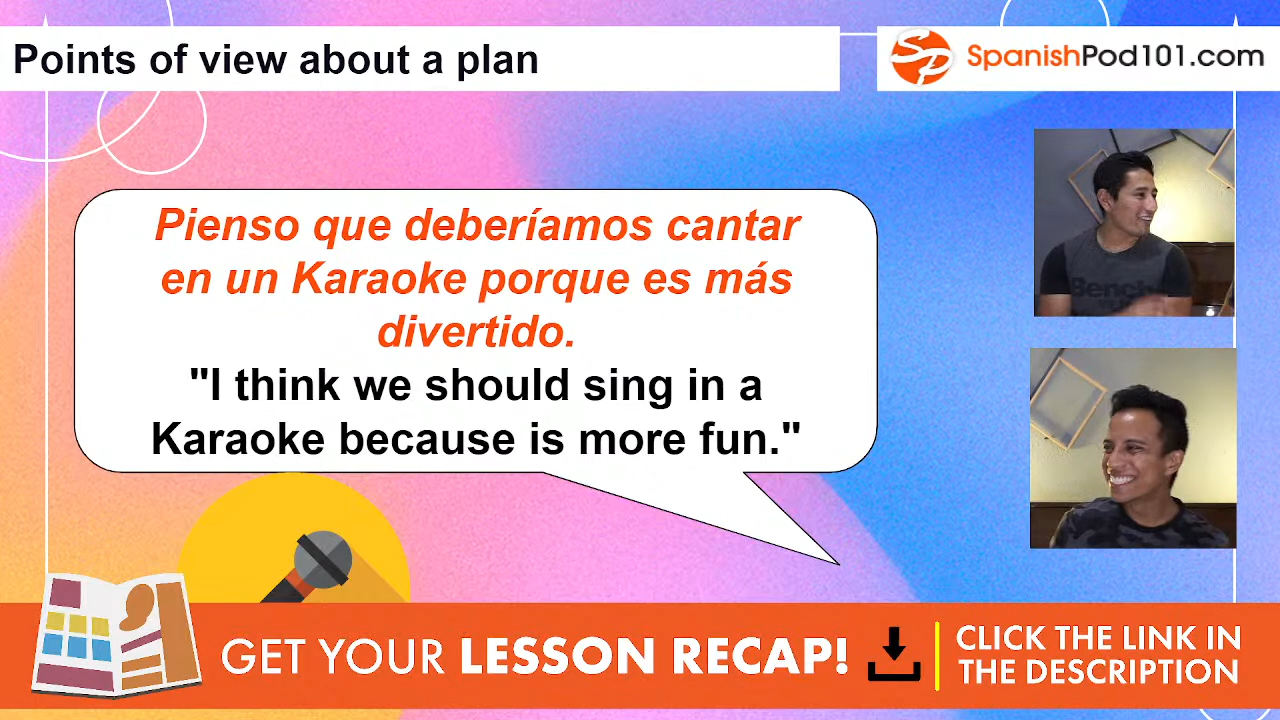 Points of view about a plan
SP SpanishPod101.com
Pienso que deberíamos cantar
en un Karaoke porque es más
divertido.
"I think we should sing in a
Karaoke because is more fun."
Bench
GET YOUR LESSON RECAP!
CLICK THE LINK IN
THE DESCRIPTION